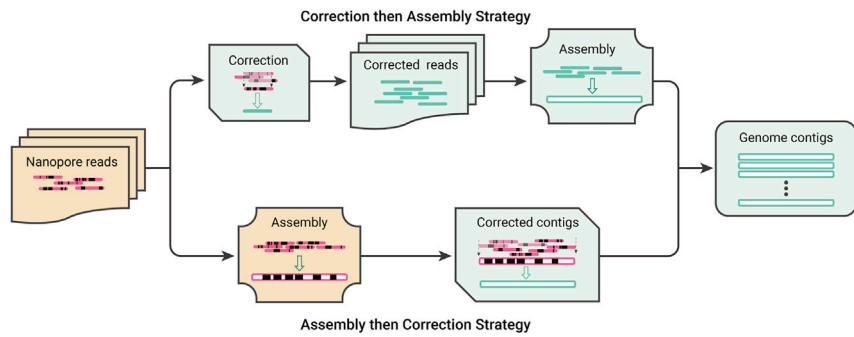 Correction then Assembly Strategy
Correction
Corrected reads
Assembly
Nanopore reads
Genome contigs
Assembly
Corrected contigs
Assembly then Correction Strategy